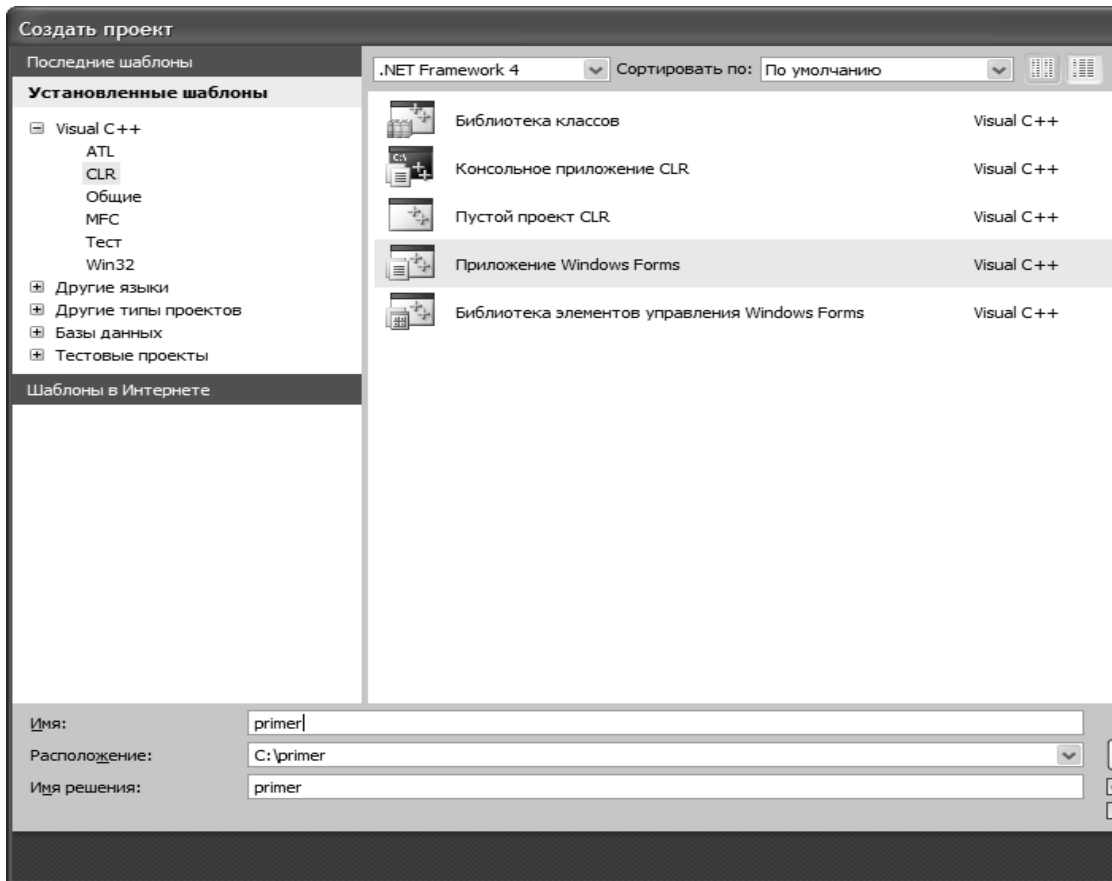 Создать проект
Последние шаблоны
Установленные шаблоны
Visual C++
ATL
CLR
Общие
MFC
Тест
Win32
Другие языки
Другие типы проектов
Базы данных
Тестовые проекты
Шаблоны в Интернете
.NET Framework 4 Сортировать по: По умолчанию
Библиотека классов Visual C++
Консольное приложение CLR Visual C++
Пустой проект CLR Visual C++
Приложение Windows Forms Visual C++
Библиотека элементов управления Windows Forms Visual C++
Имя: primer
Расположение: C:\primer
Имя решения: primer